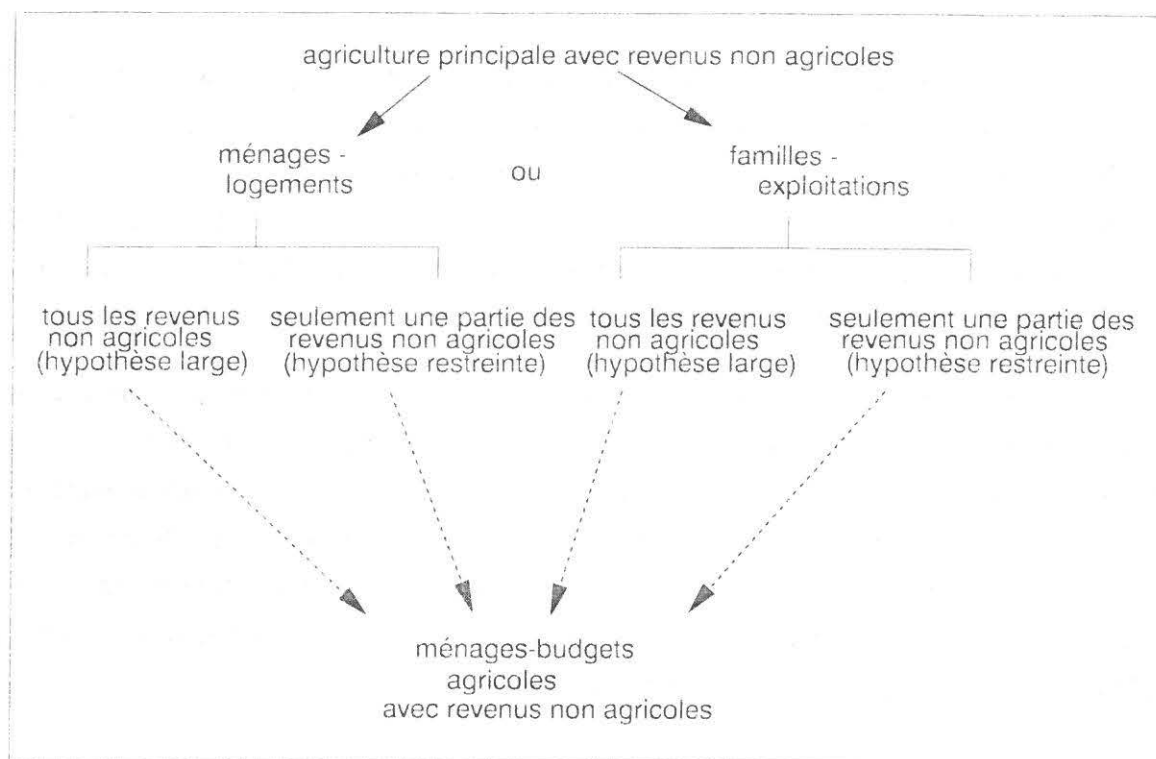 agriculture principale avec revenus non agricoles
ménages -
logements
ou
familles -
exploitations
tous les revenus
non agricoles
(hypothèse large)
seulement une partie des
revenus non agricoles
(hypothèse restreinte)
tous les revenus
non agricoles
(hypothèse large)
seulement une partie des
revenus non agricoles
(hypothèse restreinte)
ménages-budgets
agricoles
avec revenus non agricoles